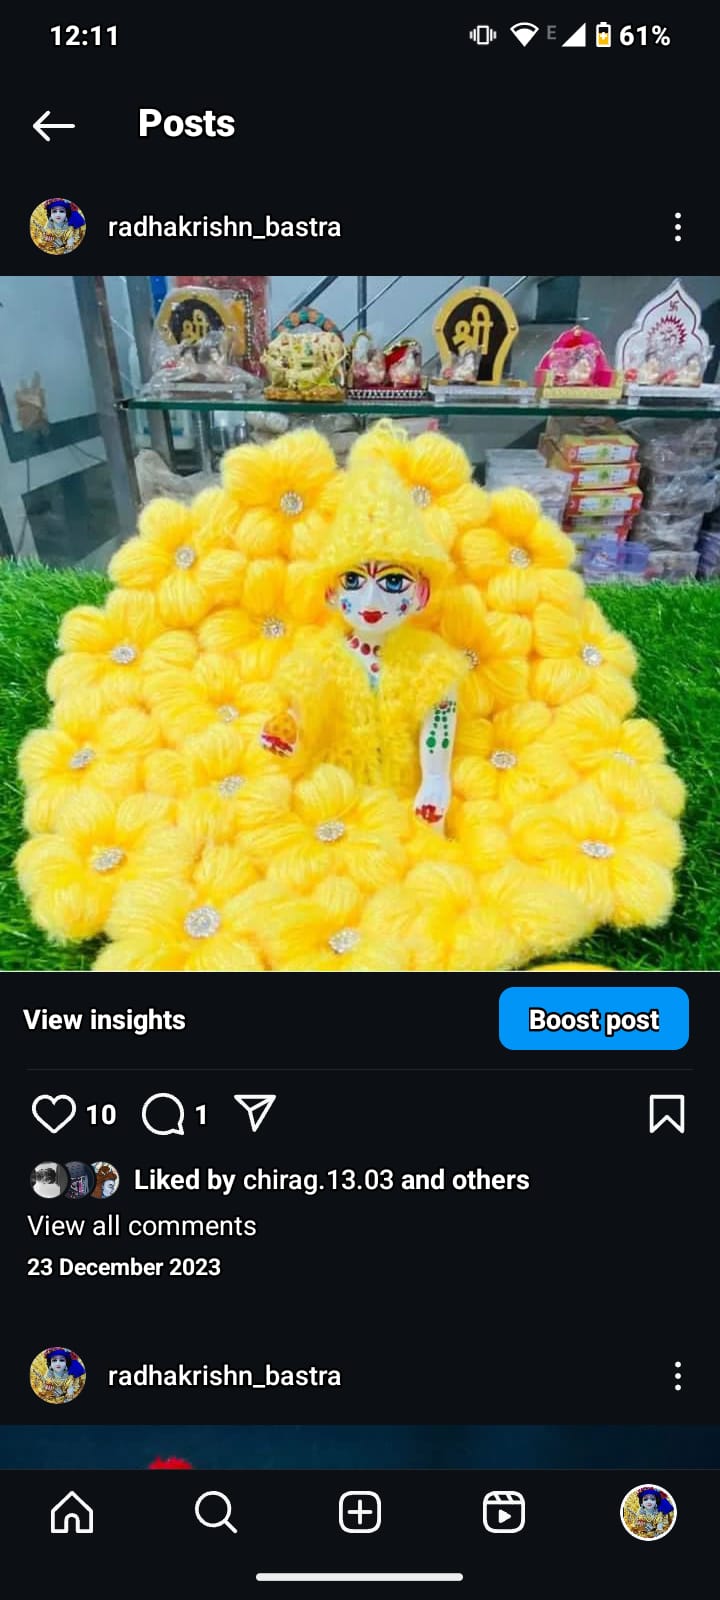 12:11
E 61%
Posts
radhakrishn_bastra
श्री
श्री
View insights
Boost post
10
1
Liked by chirag.13.03 and others
View all comments
23 December 2023
radhakrishn_bastra